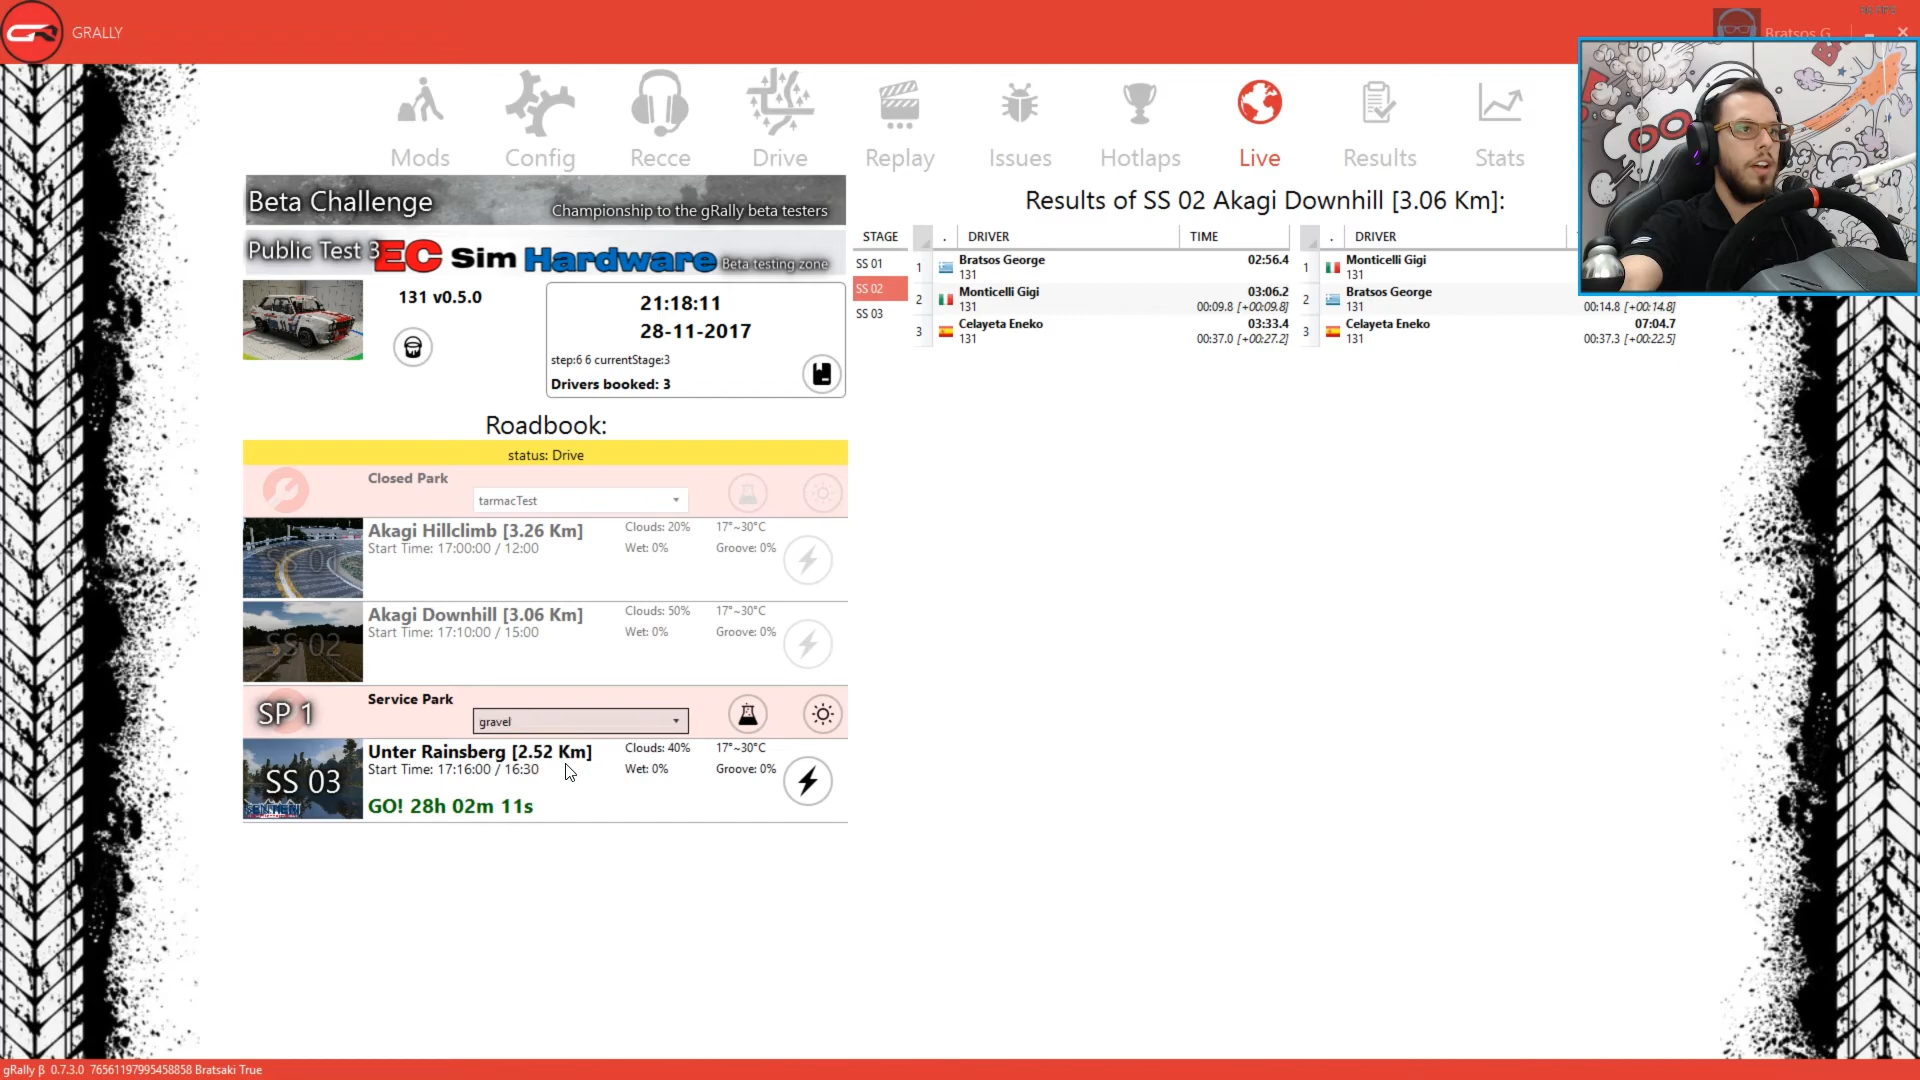 GRALLY
Bratsos G
Mods
Config
Recce
Drive
Replay
Issues
Hotlaps
Live
Results
Stats
Beta Challenge
Championship to the gRally beta testers
Public Test 3
EC Sim Hardware
Beta testing zone
131 v0.5.0
21:18:11
28-11-2017
step:6 6 currentStage:3
Drivers booked: 3
Roadbook:
status: Drive
Closed Park
tarmacTest
Akagi Hillclimb [3.26 Km]
Start Time: 17:00:00 / 12:00
Clouds: 20%
17°~30°C
Wet: 0%
Groove: 0%
SS 01
Akagi Downhill [3.06 Km]
Start Time: 17:10:00 / 15:00
Clouds: 50%
17°~30°C
Wet: 0%
Groove: 0%
SS 02
SP 1
Service Park
gravel
SS 03
Unter Rainsberg [2.52 Km]
Start Time: 17:16:00 / 16:30
Clouds: 40%
17°~30°C
Wet: 0%
Groove: 0%
GO! 28h 02m 11s
Results of SS 02 Akagi Downhill [3.06 Km]:
STAGE
SS 01
SS 02
SS 03
. DRIVER TIME
1 Bratsos George 02:56.4
131
2 Monticelli Gigi 03:06.2
131 00:09.8 [+00:09.8]
3 Celayeta Eneko 03:33.4
131 00:37.0 [+00:27.2]
. DRIVER
1 Monticelli Gigi
131
2 Bratsos George
131 00:14.8 [+00:14.8]
3 Celayeta Eneko 07:04.7
131 00:37.3 [+00:22.5]
gRally β 0.7.3.0 76561197995458858 Bratsaki True